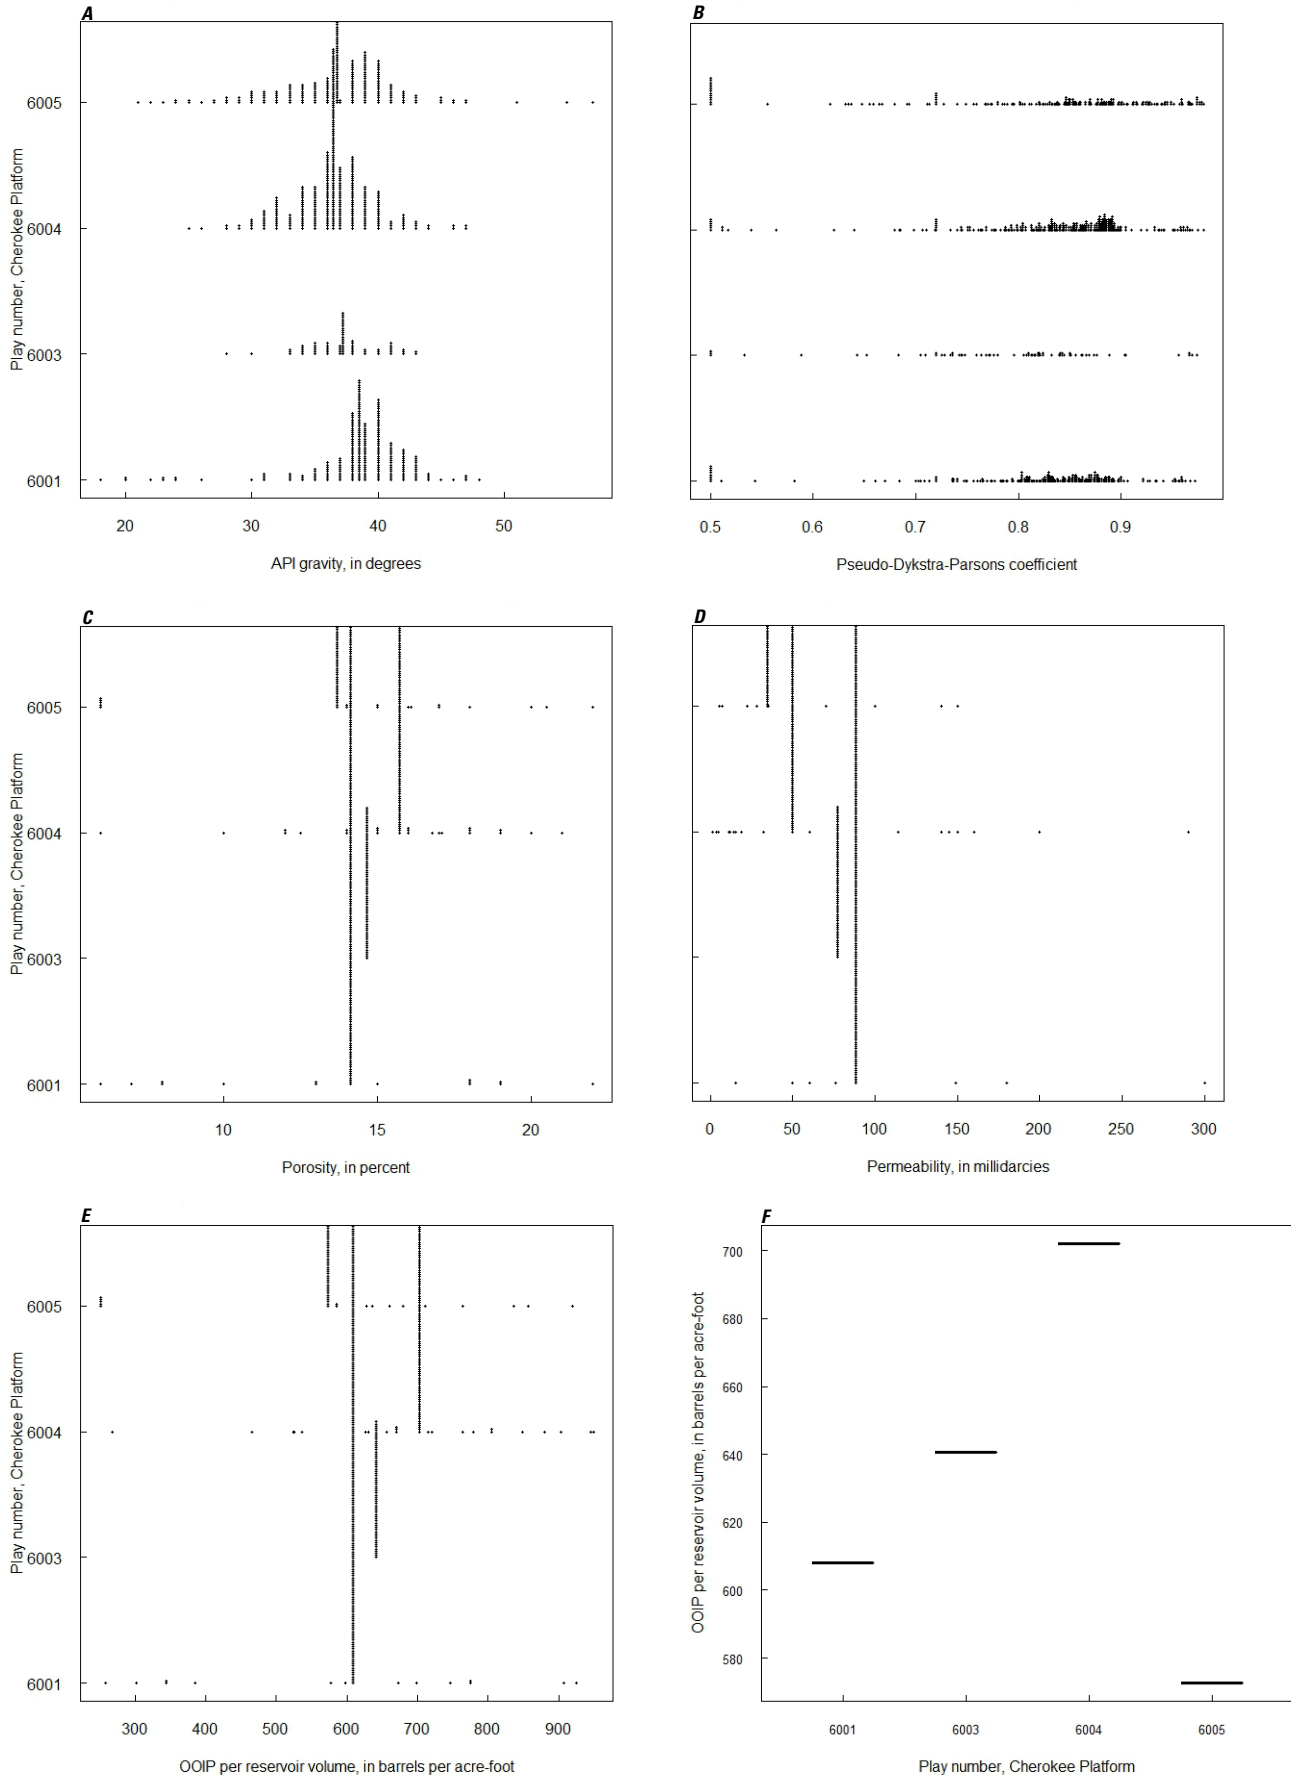 A
Play number, Cherokee Platform
6005
6004
6003
6001
20 30 40 50
API gravity, in degrees
B
0.5 0.6 0.7 0.8 0.9
Pseudo-Dykstra-Parsons coefficient
C
Play number, Cherokee Platform
6005
6004
6003
6001
10 15 20
Porosity, in percent
D
0 50 100 150 200 250 300
Permeability, in millidarcies
E
Play number, Cherokee Platform
6005
6004
6003
6001
300 400 500 600 700 800 900
OOIP per reservoir volume, in barrels per acre-foot
F
OOIP per reservoir volume, in barrels per acre-foot
700
680
660
640
620
600
580
6001 6003 6004 6005
Play number, Cherokee Platform